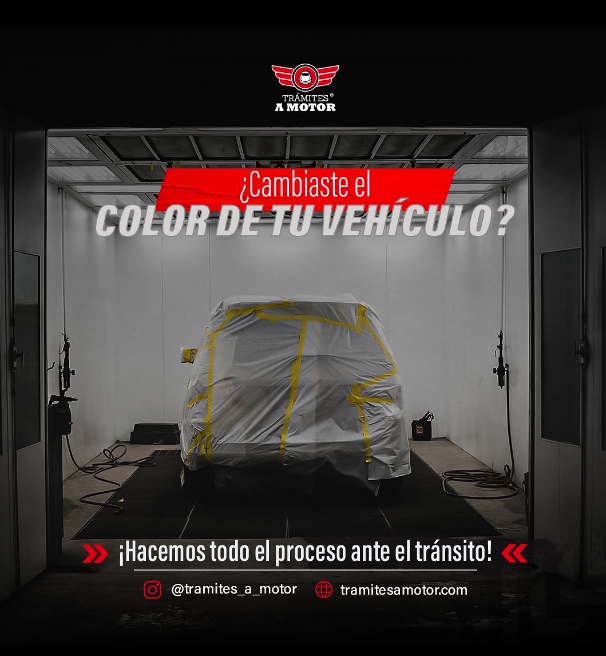 TRÁMITES
A MOTOR
¿Cambiaste el
COLOR DE TU VEHÍCULO?
¡Hacemos todo el proceso ante el tránsito!
@tramites_a_motor tramitesamotor.com